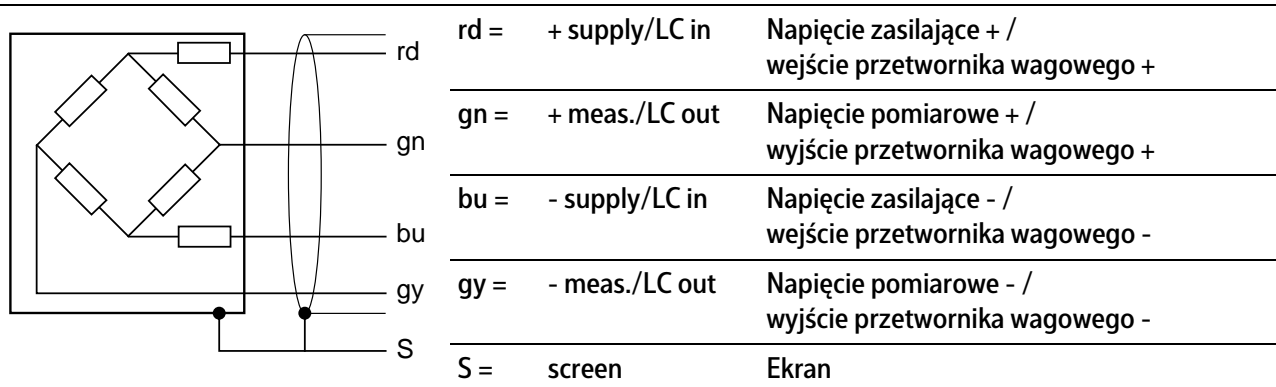 rd
gn
bu
gy
S
rd = + supply/LC in Napięcie zasilające + /
wejście przetwornika wagowego +
gn = + meas./LC out Napięcie pomiarowe + /
wyjście przetwornika wagowego +
bu = - supply/LC in Napięcie zasilające - /
wejście przetwornika wagowego -
gy = - meas./LC out Napięcie pomiarowe - /
wyjście przetwornika wagowego -
S = screen Ekran